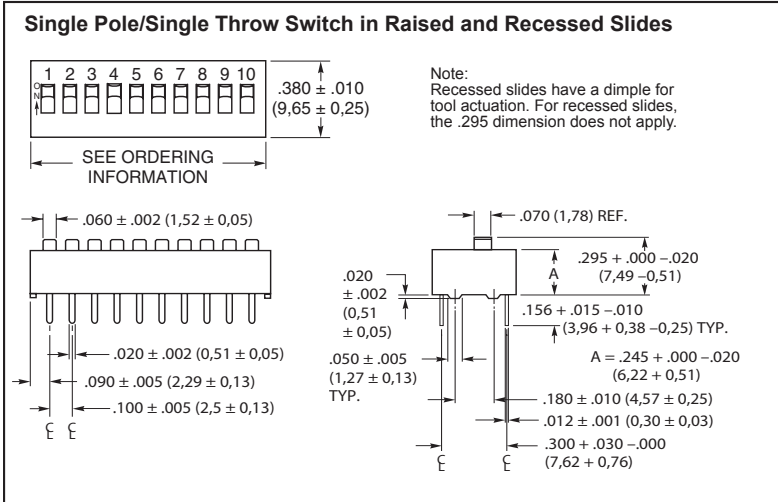 Single Pole/Single Throw Switch in Raised and Recessed Slides
1 2 3 4 5 6 7 8 9 10
O
N
.380 ± .010
(9,65 ± 0,25)
Note:
Recessed slides have a dimple for
tool actuation. For recessed slides,
the .295 dimension does not apply.
SEE ORDERING
INFORMATION
.060 ± .002 (1,52 ± 0,05)
.020 ± .002 (0,51 ± 0,05)
.090 ± .005 (2,29 ± 0,13)
.100 ± .005 (2,5 ± 0,13)
℄ ℄
.070 (1,78) REF.
A
.295 + .000 –.020
(7,49 –0,51)
.020
± .002
(0,51
± 0,05)
.156 + .015 –.010
(3,96 + 0,38 –0,25) TYP.
.050 ± .005
(1,27 ± 0,13)
TYP.
A = .245 + .000 –.020
(6,22 + 0,51)
.180 ± .010 (4,57 ± 0,25)
.012 ± .001 (0,30 ± 0,03)
.300 + .030 –.000
(7,62 + 0,76)
℄ ℄